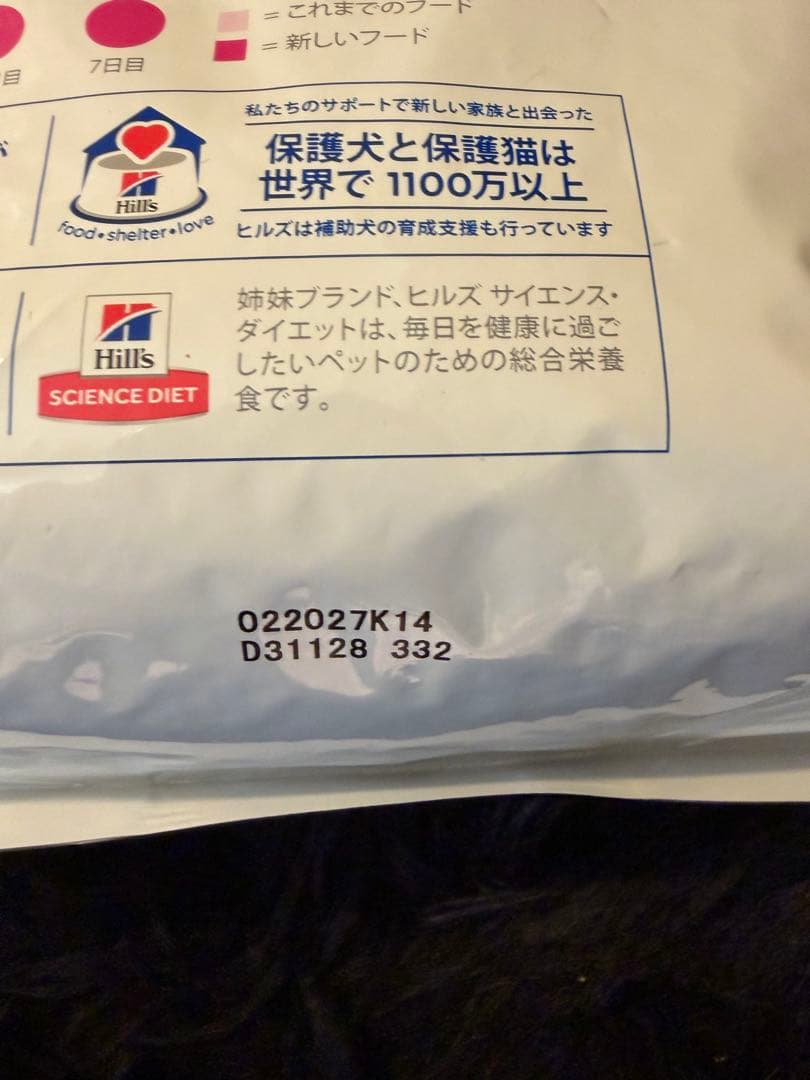 = これまでのフード
= 新しいフード
7日目
目
が
私たちのサポートで新しい家族と出会った
保護犬と保護猫は
世界で 1100万以上
ヒルズは補助犬の育成支援も行っています
Hill's
food•shelter•love
姉妹ブランド、ヒルズ サイエンス・
ダイエットは、毎日を健康に過ご
したいペットのための総合栄養
食です。
Hill's
SCIENCE DIET
022027K14
D31128 332